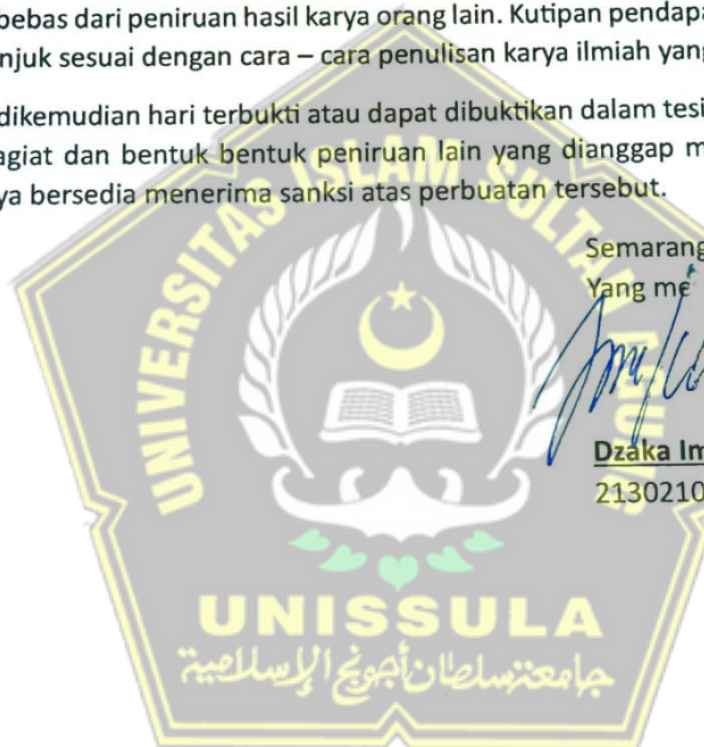 bebas dari peniruan hasil karya orang lain. Kutipan pendapa
njuk sesuai dengan cara – cara penulisan karya ilmiah yang
dikemudian hari terbukti atau dapat dibuktikan dalam tesi
agiat dan bentuk bentuk peniruan lain yang dianggap m
ya bersedia menerima sanksi atas perbuatan tersebut.
Semarang
Yang me
Dzaka Im
2130210
UNIVERSITAS ISLAM SULTAN AGUNG
UNISSULA
جامعة سلطان أجونج الإسلامية